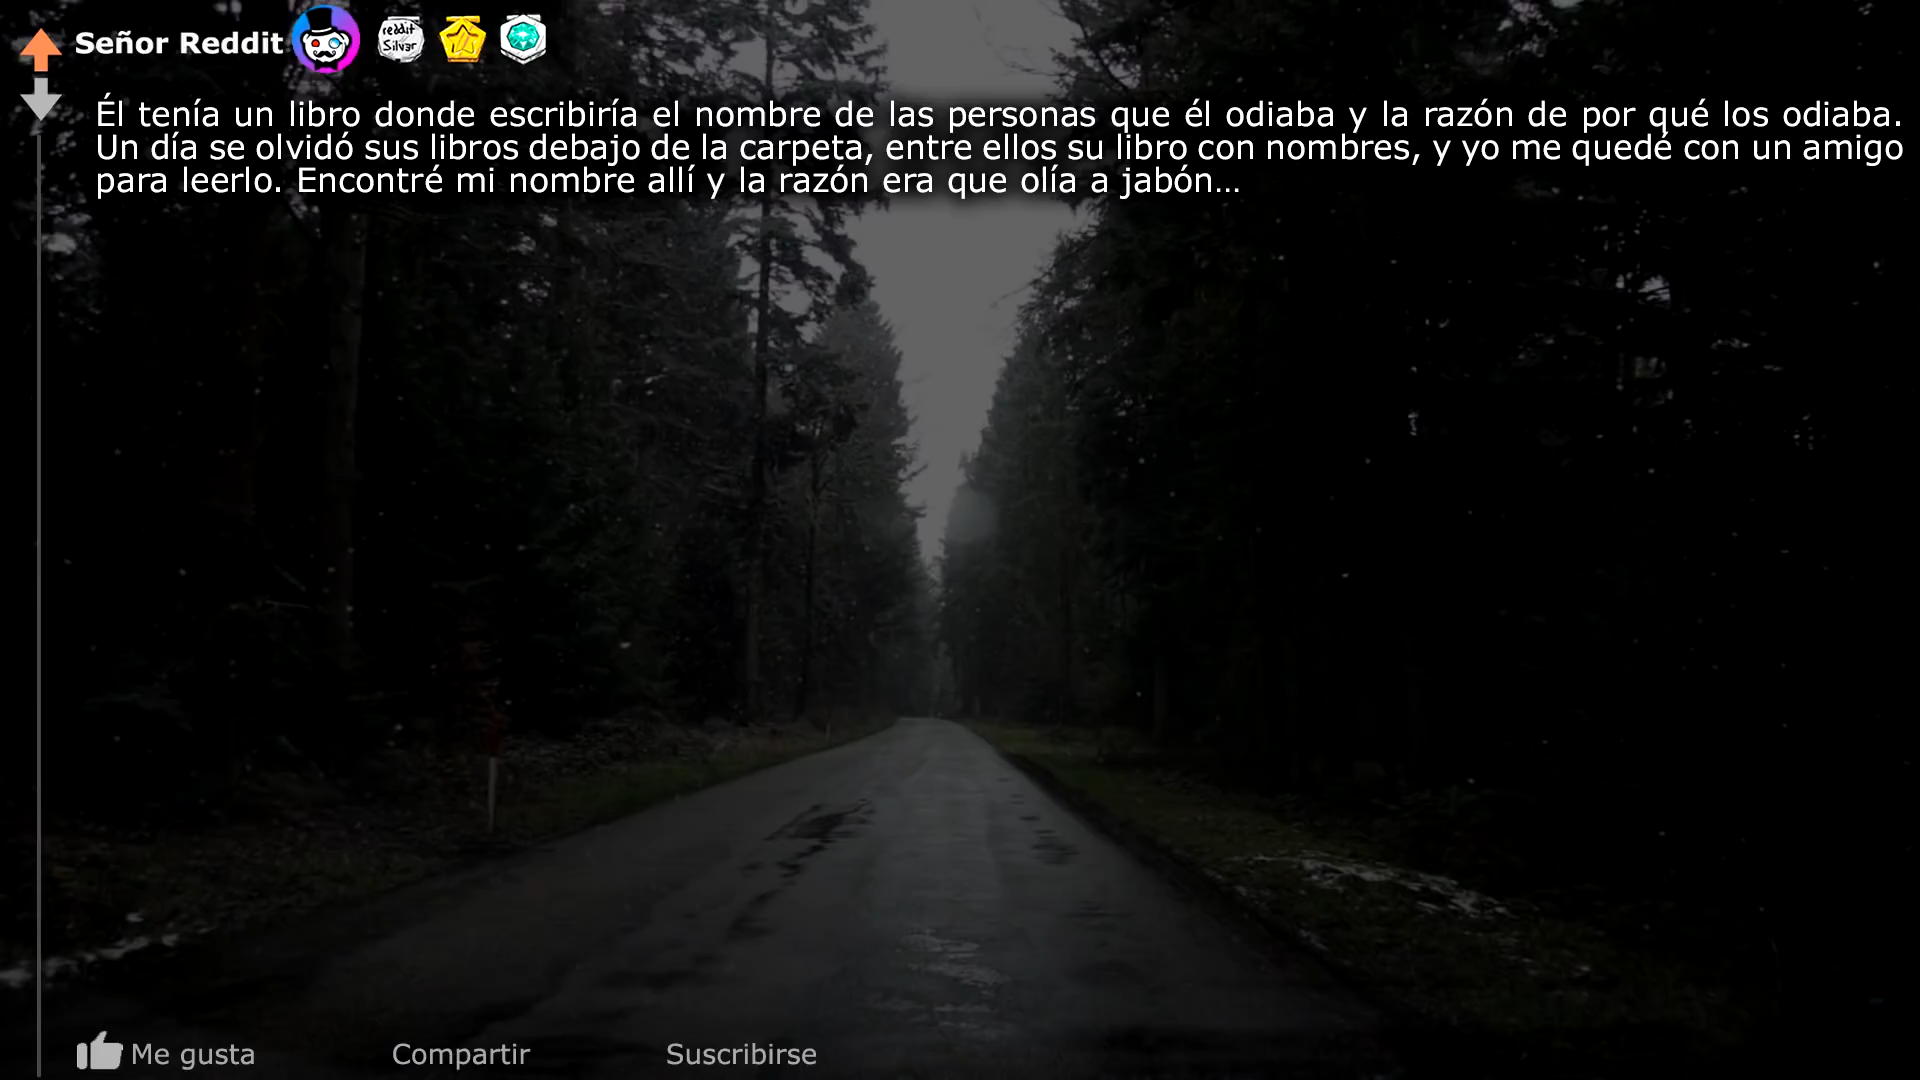 Señor Reddit
reddit
Silver
Él tenía un libro donde escribiría el nombre de las personas que él odiaba y la razón de por qué los odiaba.
Un día se olvidó sus libros debajo de la carpeta, entre ellos su libro con nombres, y yo me quedé con un amigo
para leerlo. Encontré mi nombre allí y la razón era que olía a jabón...
Me gusta
Compartir
Suscribirse